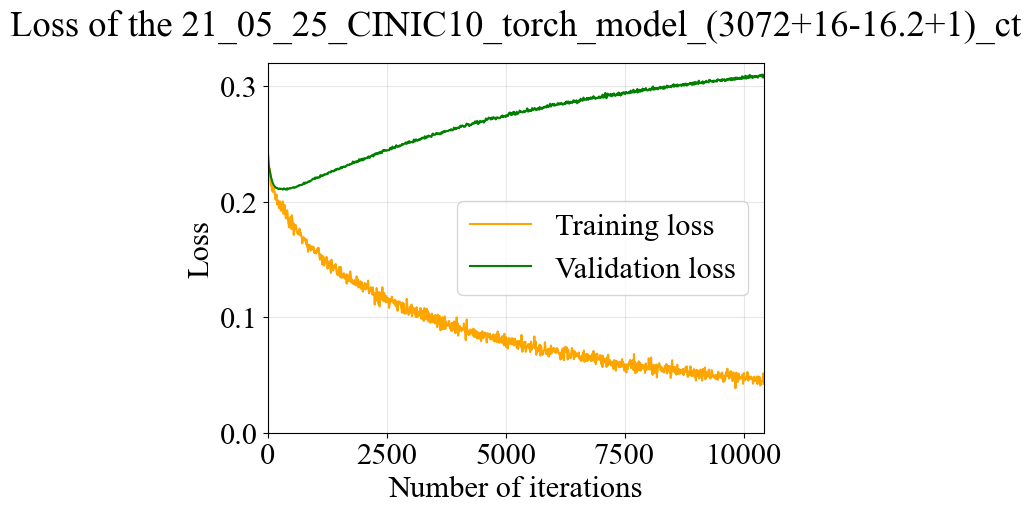 Loss of the 21_05_25_CINIC10_torch_model_(3072+16-16.2+1)_ct
0.3
0.2
0.1
0.0
Loss
Training loss
Validation loss
0 2500 5000 7500 10000
Number of iterations